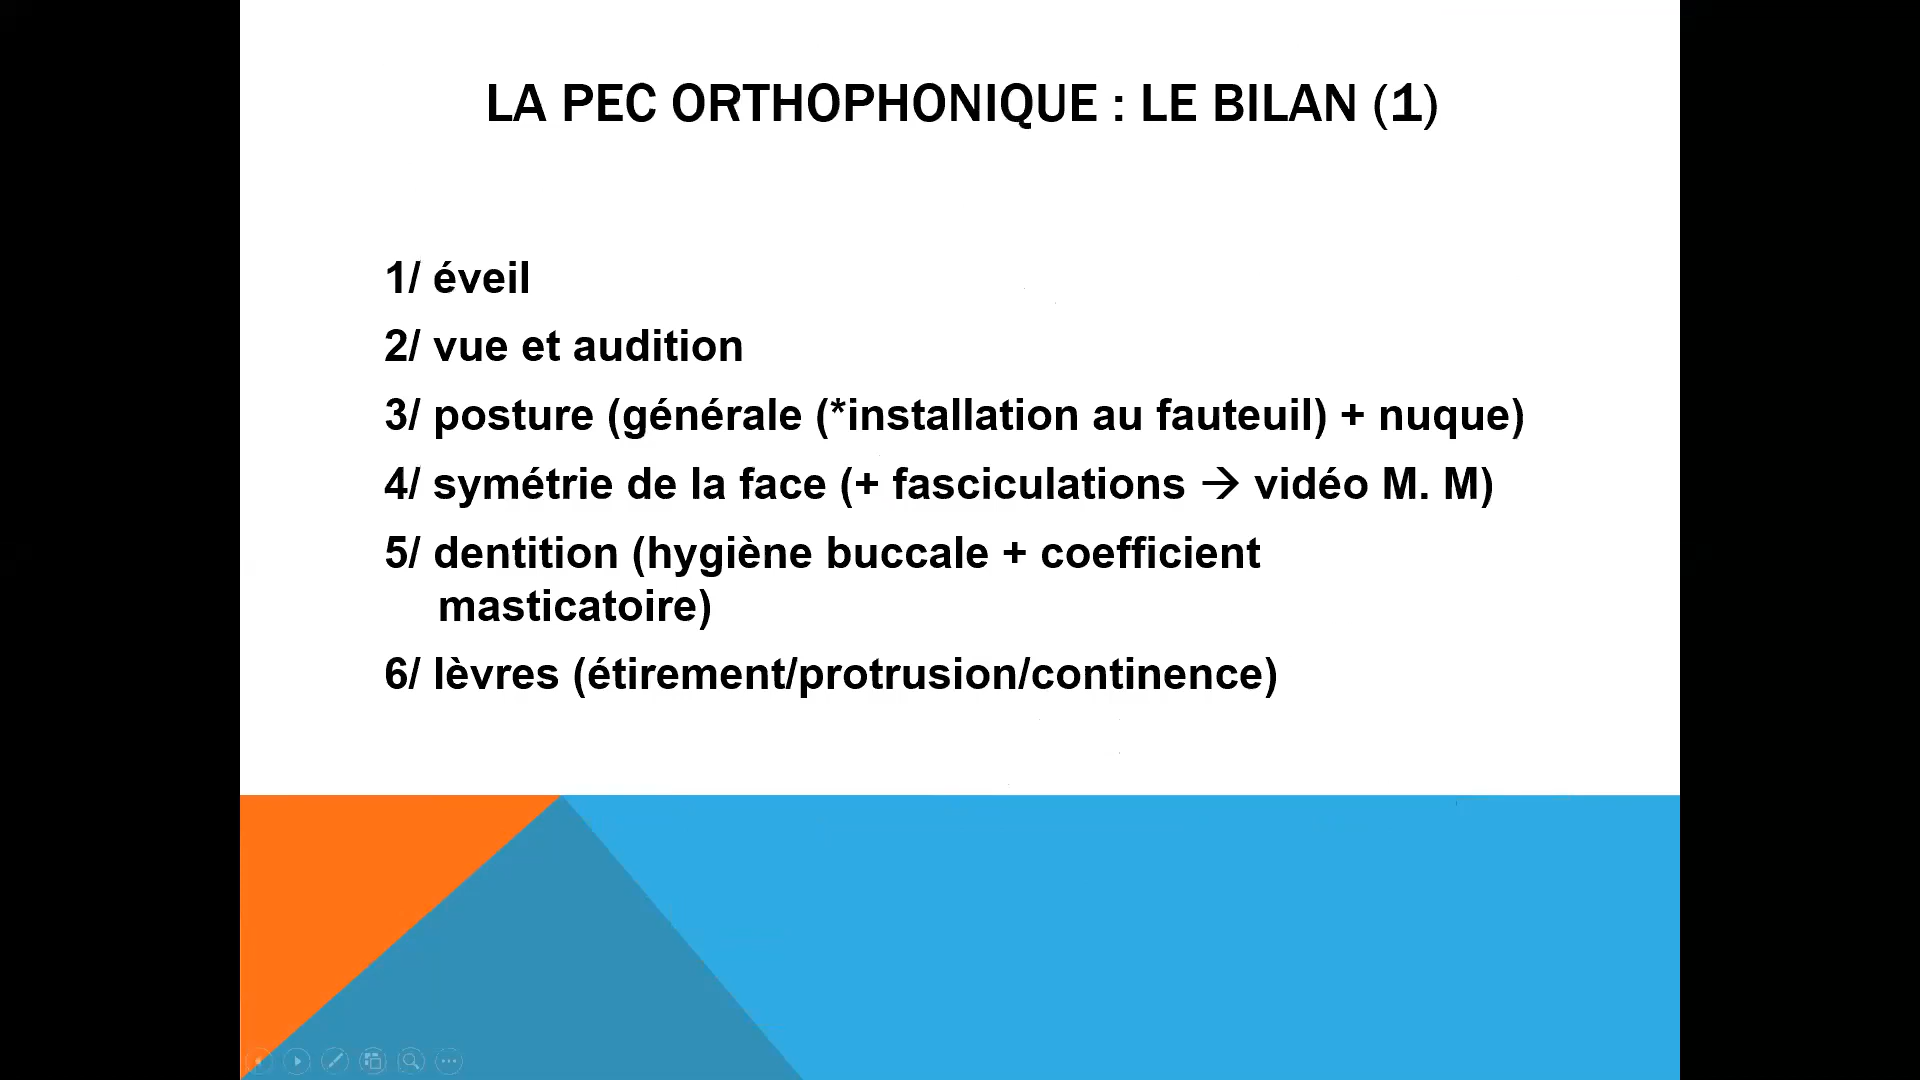 LA PEC ORTHOPHONIQUE : LE BILAN (1)
1/ éveil
2/ vue et audition
3/ posture (générale (*installation au fauteuil) + nuque)
4/ symétrie de la face (+ fasciculations → vidéo M. M)
5/ dentition (hygiène buccale + coefficient
masticatoire)
6/ lèvres (étirement/protrusion/continence)